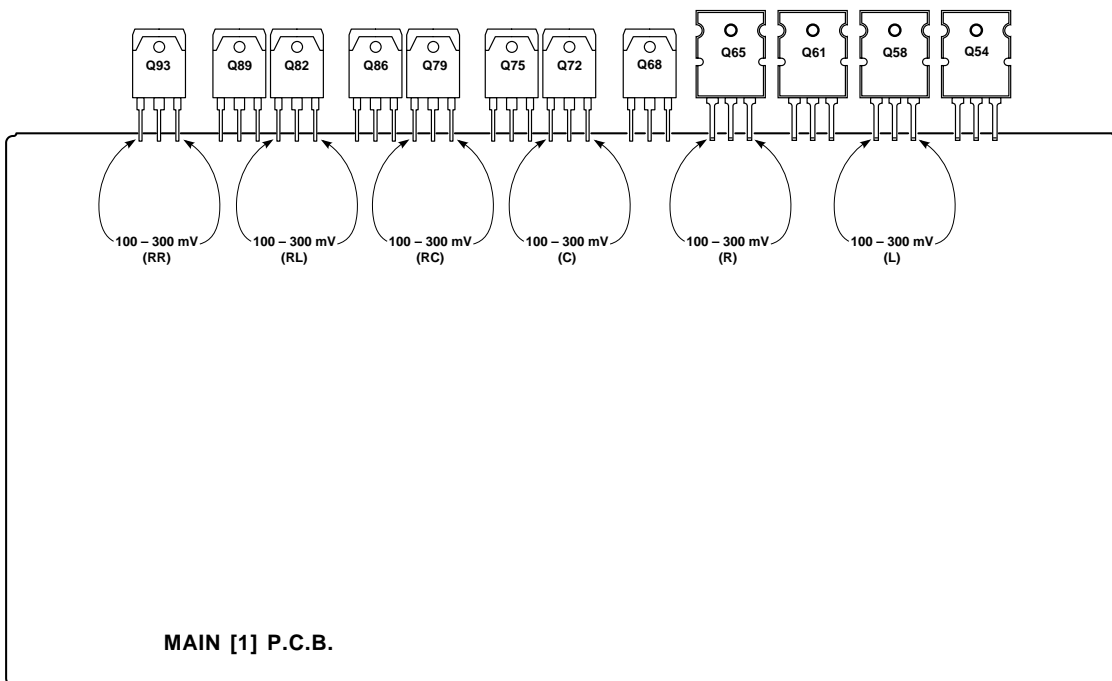 Q93 Q89 Q82 Q86 Q79 Q75 Q72 Q68 Q65 Q61 Q58 Q54
100 – 300 mV 100 – 300 mV 100 – 300 mV 100 – 300 mV 100 – 300 mV 100 – 300 mV
(RR) (RL) (RC) (C) (R) (L)
MAIN [1] P.C.B.